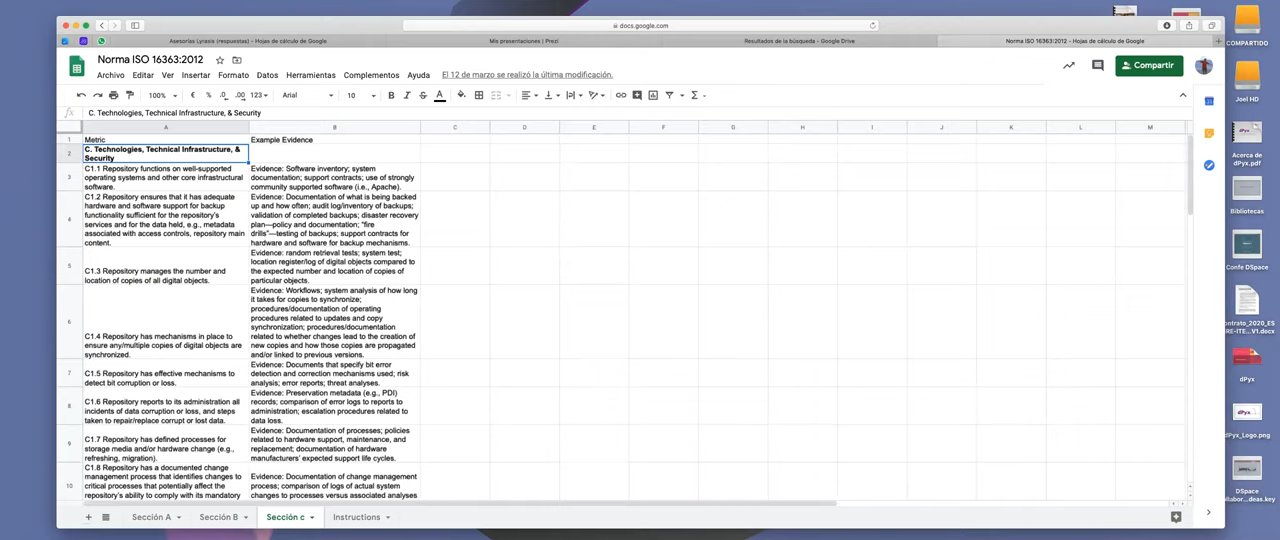 docs.google.com
Asesorías Lyrasis (respuestas) - Hojas de cálculo de Google
Mis presentaciones | Prezi
Resultados de la búsqueda - Google Drive
Norma ISO 16363:2012 - Hojas de cálculo de Google
Norma ISO 16363:2012
Archivo Editar Ver Insertar Formato Datos Herramientas Complementos Ayuda El 12 de marzo se realizó la última modificación.
Compartir
100% € % .0 .00 123 Arial 10
fx C. Technologies, Technical Infrastructure, & Security
A B C D E F G H I J K L M
1 Metric Example Evidence
2 C. Technologies, Technical Infrastructure, &
Security
3 C1.1 Repository functions on well-supported
operating systems and other core infrastructural
software.
Evidence: Software inventory; system
documentation; support contracts; use of strongly
community supported software (i.e., Apache).
4 C1.2 Repository ensures that it has adequate
hardware and software support for backup
functionality sufficient for the repository's
services and for the data held, e.g., metadata
associated with access controls, repository main
content.
Evidence: Documentation of what is being backed
up and how often; audit log/inventory of backups;
validation of completed backups; disaster recovery
plan—policy and documentation; "fire
drills"—testing of backups; support contracts for
hardware and software for backup mechanisms.
5 C1.3 Repository manages the number and
location of copies of all digital objects.
Evidence: random retrieval tests; system test;
location register/log of digital objects compared to
the expected number and location of copies of
particular objects.
6 C1.4 Repository has mechanisms in place to
ensure any/multiple copies of digital objects are
synchronized.
Evidence: Workflows; system analysis of how long
it takes for copies to synchronize;
procedures/documentation of operating
procedures related to updates and copy
synchronization; procedures/documentation
related to whether changes lead to the creation of
new copies and how those copies are propagated
and/or linked to previous versions.
7 C1.5 Repository has effective mechanisms to
detect bit corruption or loss.
Evidence: Documents that specify bit error
detection and correction mechanisms used; risk
analysis; error reports; threat analyses.
8 C1.6 Repository reports to its administration all
incidents of data corruption or loss, and steps
taken to repair/replace corrupt or lost data.
Evidence: Preservation metadata (e.g., PDI)
records; comparison of error logs to reports to
administration; escalation procedures related to
data loss.
9 C1.7 Repository has defined processes for
storage media and/or hardware change (e.g.,
refreshing, migration).
Evidence: Documentation of processes; policies
related to hardware support, maintenance, and
replacement; documentation of hardware
manufacturers' expected support life cycles.
10 C1.8 Repository has a documented change
management process that identifies changes to
critical processes that potentially affect the
repository's ability to comply with its mandatory
Evidence: Documentation of change management
process; comparison of logs of actual system
changes to processes versus associated analyses
Sección A Sección B Sección c Instructions
COMPARTIDO
Joel HD
Acerca de
dPyx.pdf
Bibliotecas
Confe DSpace
ontrato_2020_ES
RE-ITE...V1.docx
dPyx
dPyx_Logo.png
DSpace
ollabor...deas.key